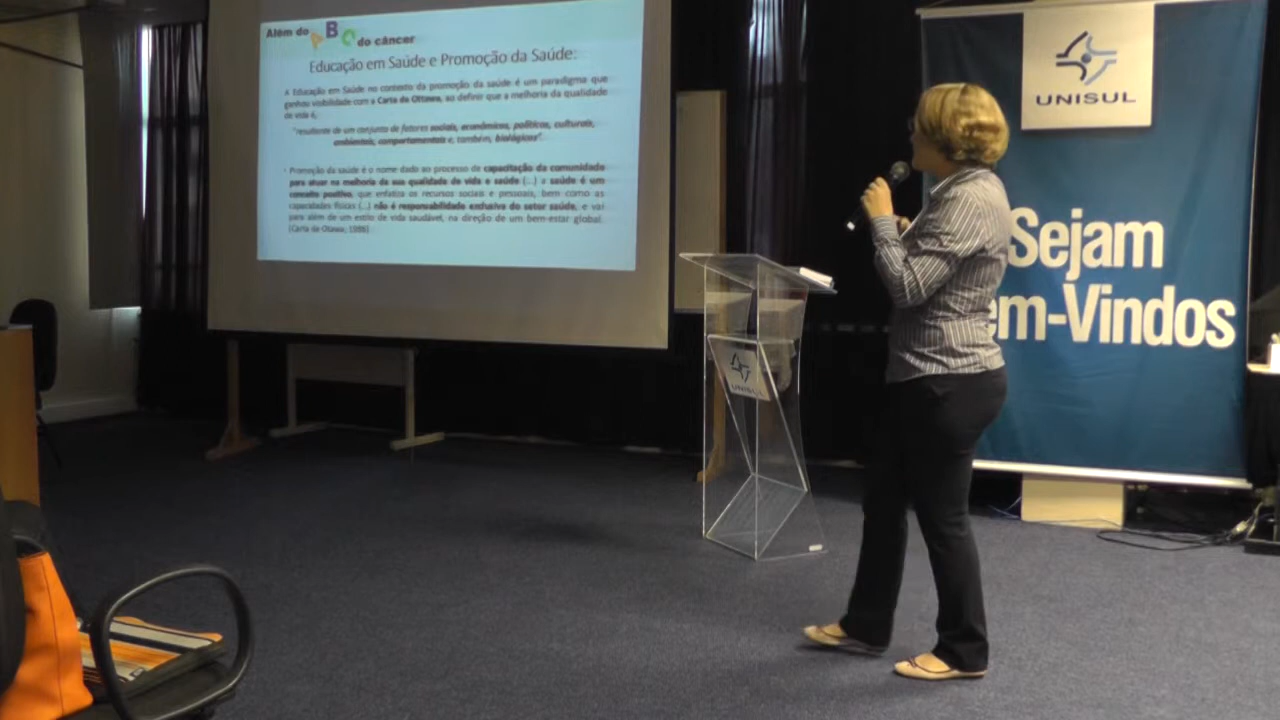 Além do ABC do câncer
Educação em Saúde e Promoção da Saúde:
A Educação em Saúde no contexto da promoção da saúde é um paradigma que
ganhou visibilidade com a Carta de Ottawa, ao definir que a melhoria da qualidade
de vida é,
"resultante de um conjunto de fatores sociais, econômicos, políticos, culturais,
ambientais, comportamentais e, também, biológicos".
Promoção da saúde é o nome dado ao processo de capacitação da comunidade
para atuar na melhoria da sua qualidade de vida e saúde (...) a saúde é um
conceito positivo, que enfatiza os recursos sociais e pessoais, bem como as
capacidades físicas (...) não é responsabilidade exclusiva do setor saúde, e vai
para além de um estilo de vida saudável, na direção de um bem-estar global.
(Carta de Otawa, 1986)
UNISUL
Sejam
em-Vindos
UNISUL